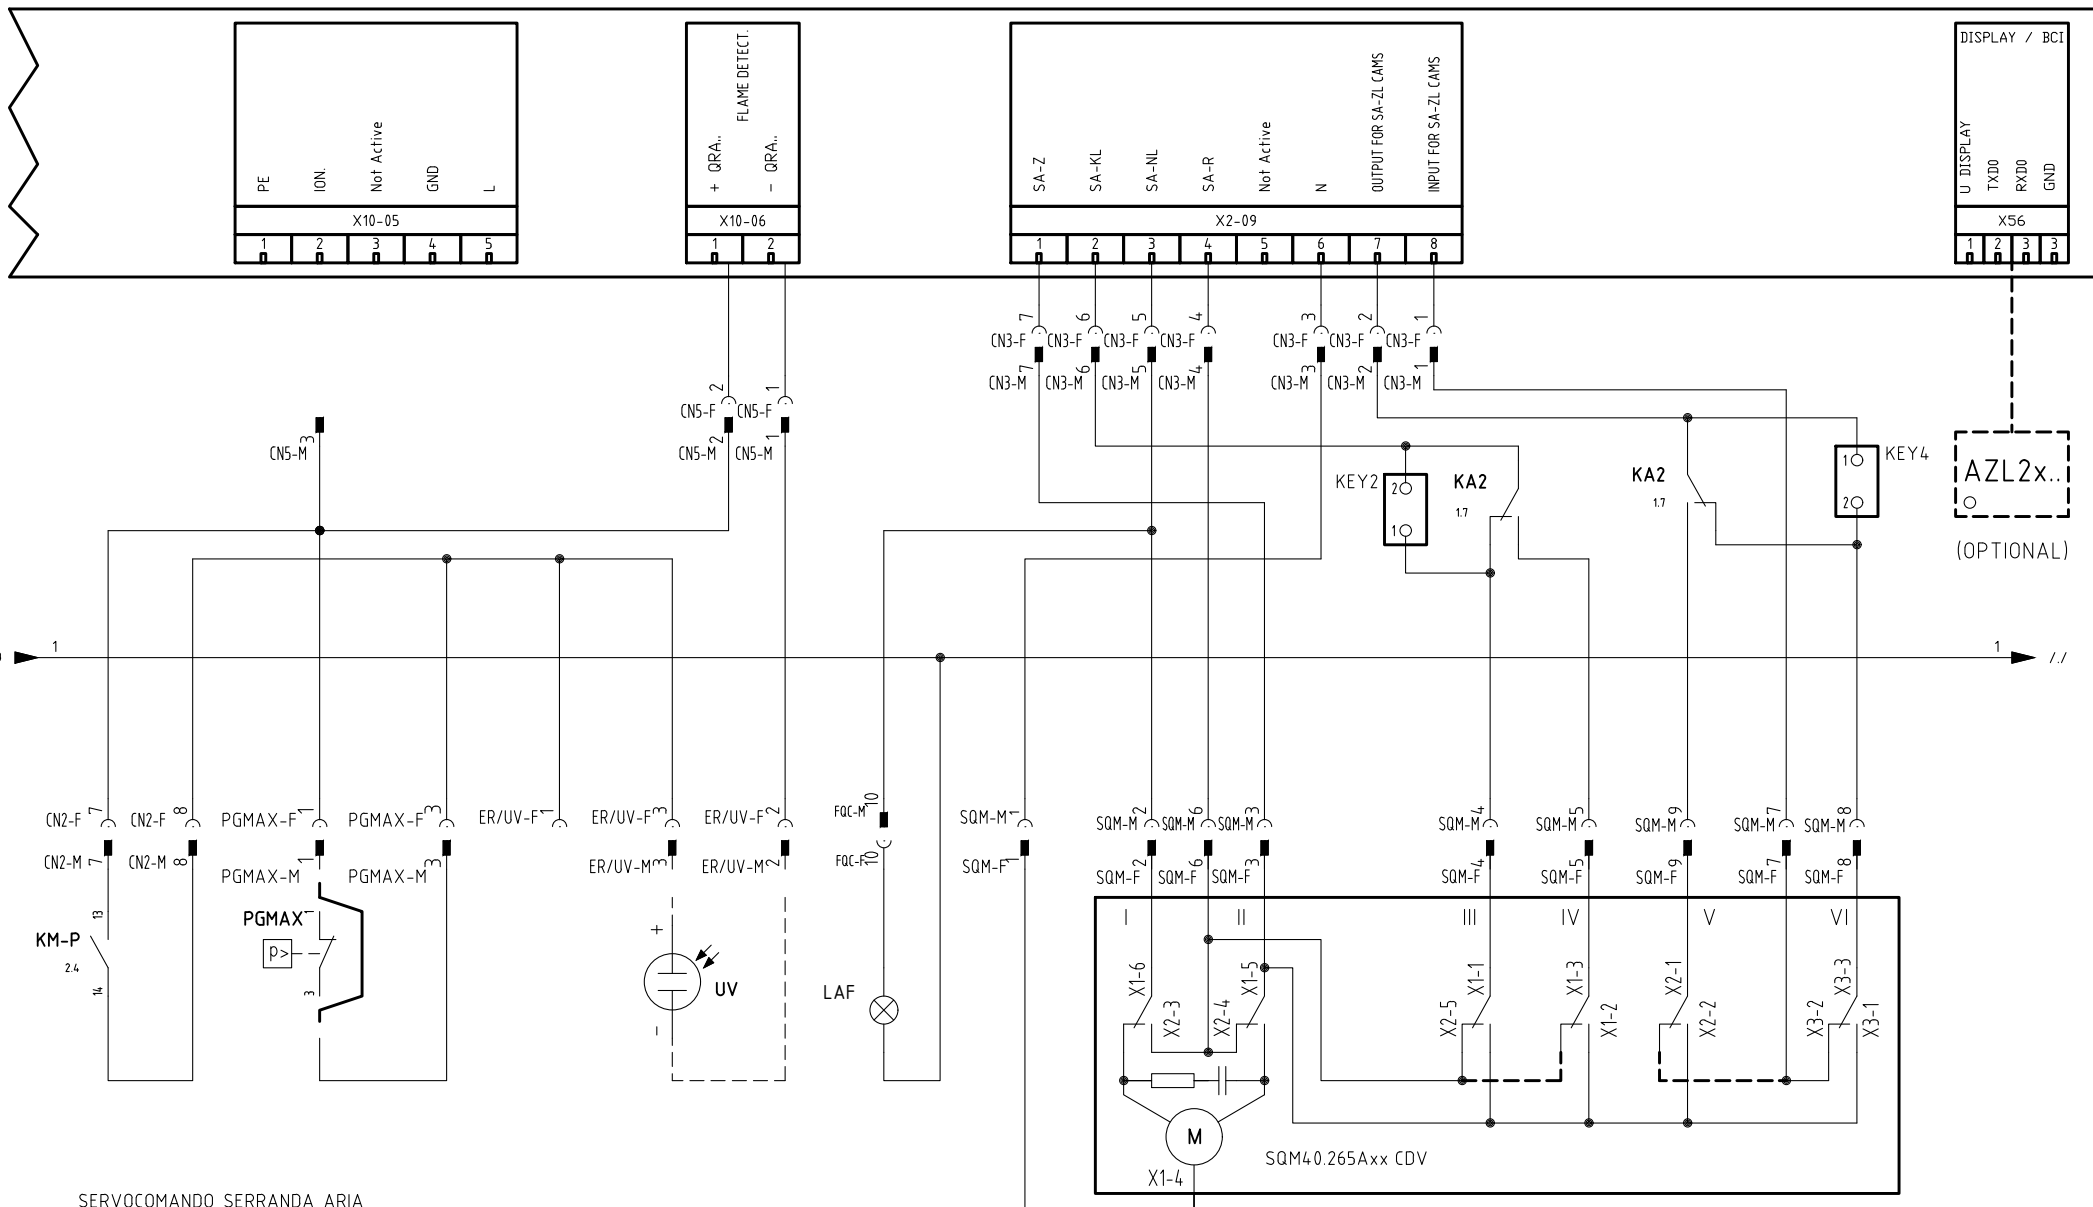 PE
ION.
Not Active
GND
L
X10-05
1 2 3 4 5
+ QRA..
FLAME DETECT.
- QRA..
X10-06
1 2
SA-Z
SA-KL
SA-NL
SA-R
Not Active
N
OUTPUT FOR SA-ZL CAMS
INPUT FOR SA-ZL CAMS
X2-09
1 2 3 4 5 6 7 8
DISPLAY / BCI
U DISPLAY
TXD0
RXD0
GND
X56
1 2 3 3
7 6 5 4 3 2 1
CN3-F CN3-F CN3-F CN3-F CN3-F CN3-F CN3-F
CN3-M 7 CN3-M 6 CN3-M 5 CN3-M 4 CN3-M 3 CN3-M 2 CN3-M 1
2 1
CN5-F CN5-F
CN5-M 3
CN5-M 2 CN5-M 1
KEY2
2
1
KA2
1.7
KA2
1.7
1
2
KEY4
AZL2x..
(OPTIONAL)
1
1
/./
CN2-F 7 CN2-F 8 PGMAX-F 1 PGMAX-F 3 ER/UV-F 1 ER/UV-F 3 ER/UV-F 2
CN2-M 7 CN2-M 8 PGMAX-M 1 PGMAX-M 3 ER/UV-M 3 ER/UV-M 2
FQC-M 10
FQC-F 10
SQM-M 1 SQM-M 2 SQM-M 6 SQM-M 3 SQM-M 4 SQM-M 5 SQM-M 9 SQM-M 7 SQM-M 8
SQM-F 1 SQM-F 2 SQM-F 6 SQM-F 3 SQM-F 4 SQM-F 5 SQM-F 9 SQM-F 7 SQM-F 8
13
KM-P
2.4
14
PGMAX
1
P>
3
+
UV
-
LAF
I II III IV V VI
X1-6
X2-3
X2-4
X1-5
X2-5
X1-1
X1-3
X1-2
X2-1
X2-2
X3-2
X3-3
X3-1
M
X1-4
SQM40.265Axx CDV
SERVOCOMANDO SERRANDA ARIA